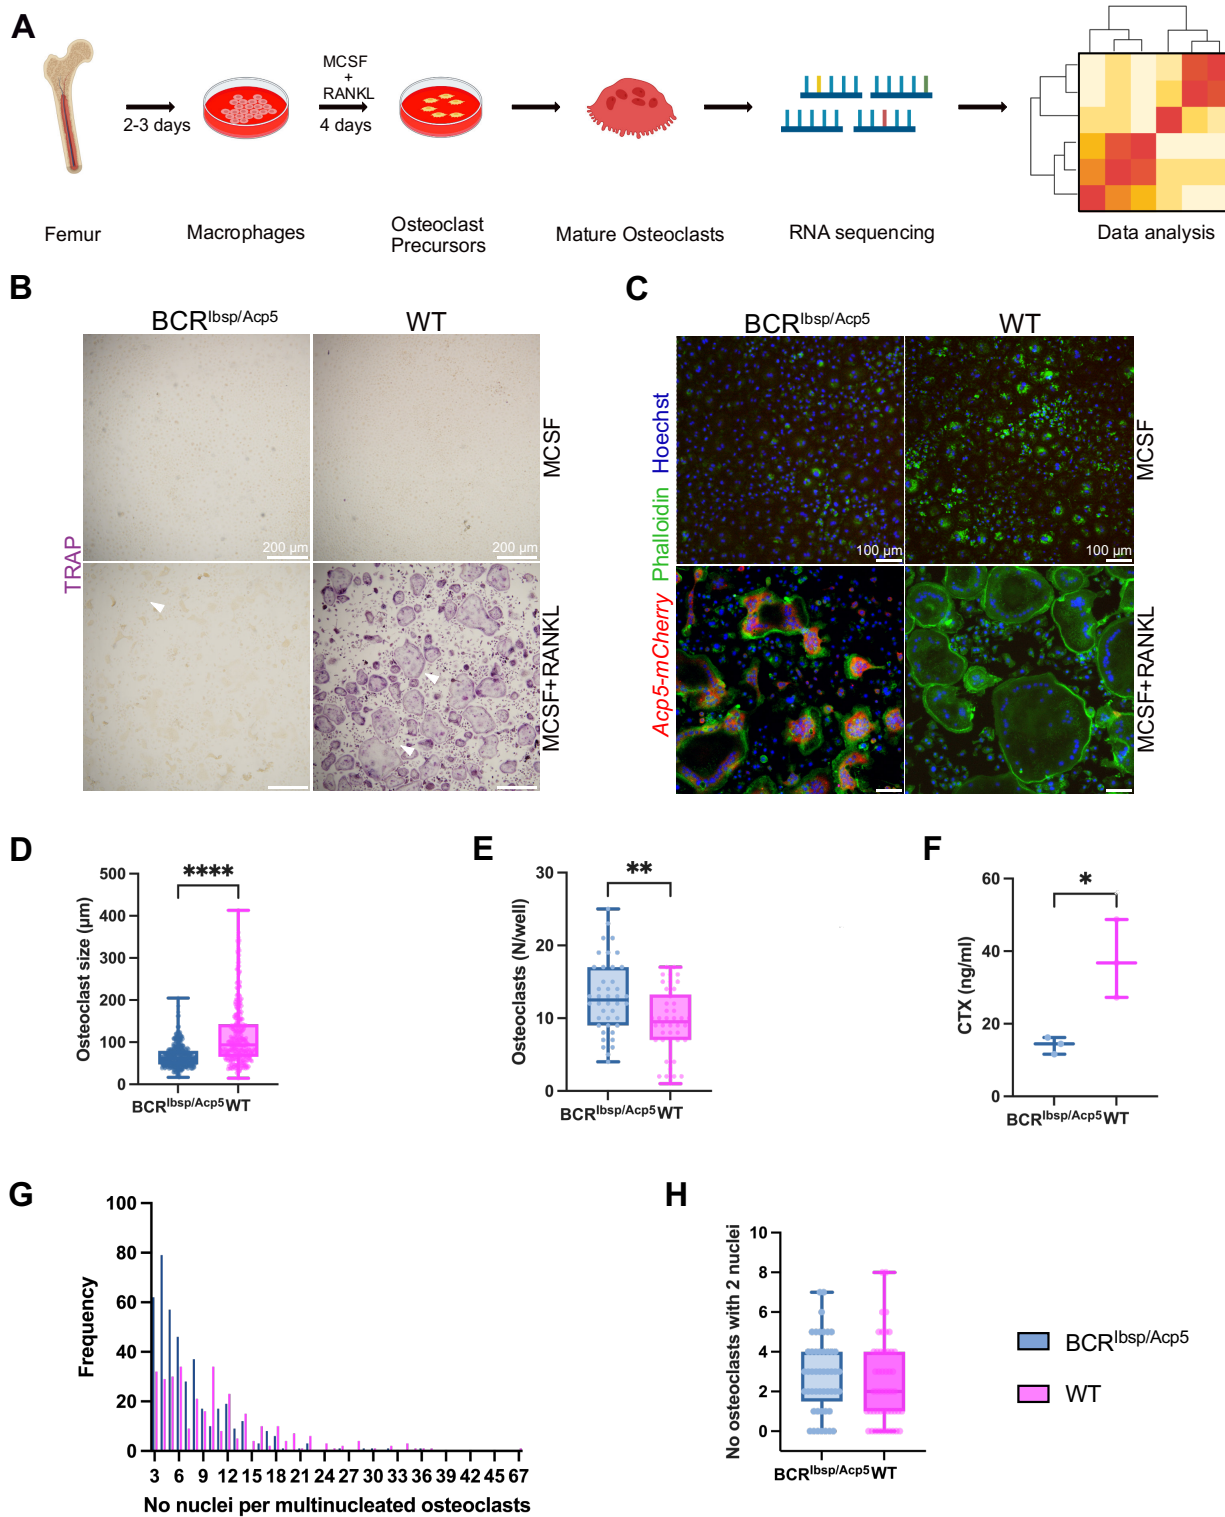 A
MCSF
+
RANKL
2-3 days
4 days
Femur
Macrophages
Osteoclast
Precursors
Mature Osteoclasts
RNA sequencing
Data analysis
B
BCRIbsp/Acp5
WT
TRAP
MCSF
MCSF+RANKL
200 µm
200 µm
C
BCRIbsp/Acp5
WT
Acp5-mCherry Phalloidin Hoechst
MCSF
MCSF+RANKL
100 µm
100 µm
D
Osteoclast size (µm)
500
400
300
200
100
0
****
BCRIbsp/Acp5 WT
E
Osteoclasts (N/well)
30
20
10
0
**
BCRIbsp/Acp5 WT
F
CTX (ng/ml)
60
40
20
0
*
BCRIbsp/Acp5 WT
G
Frequency
100
80
60
40
20
0
3 6 9 12 15 18 21 24 27 30 33 36 39 42 45 67
No nuclei per multinucleated osteoclasts
H
No osteoclasts with 2 nuclei
10
8
6
4
2
0
BCRIbsp/Acp5 WT
BCRIbsp/Acp5
WT